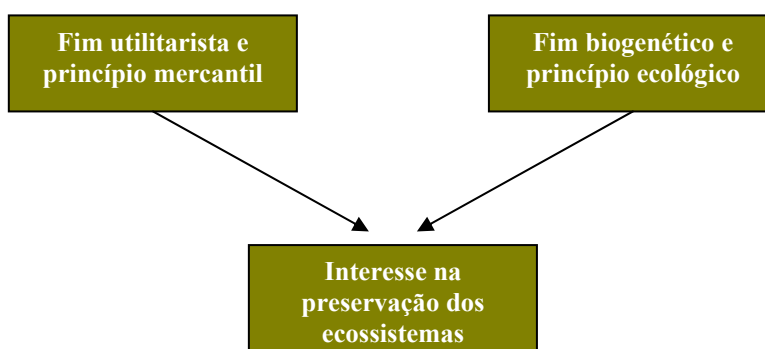 Fim utilitarista e
princípio mercantil
Fim biogenético e
princípio ecológico
Interesse na
preservação dos
ecossistemas